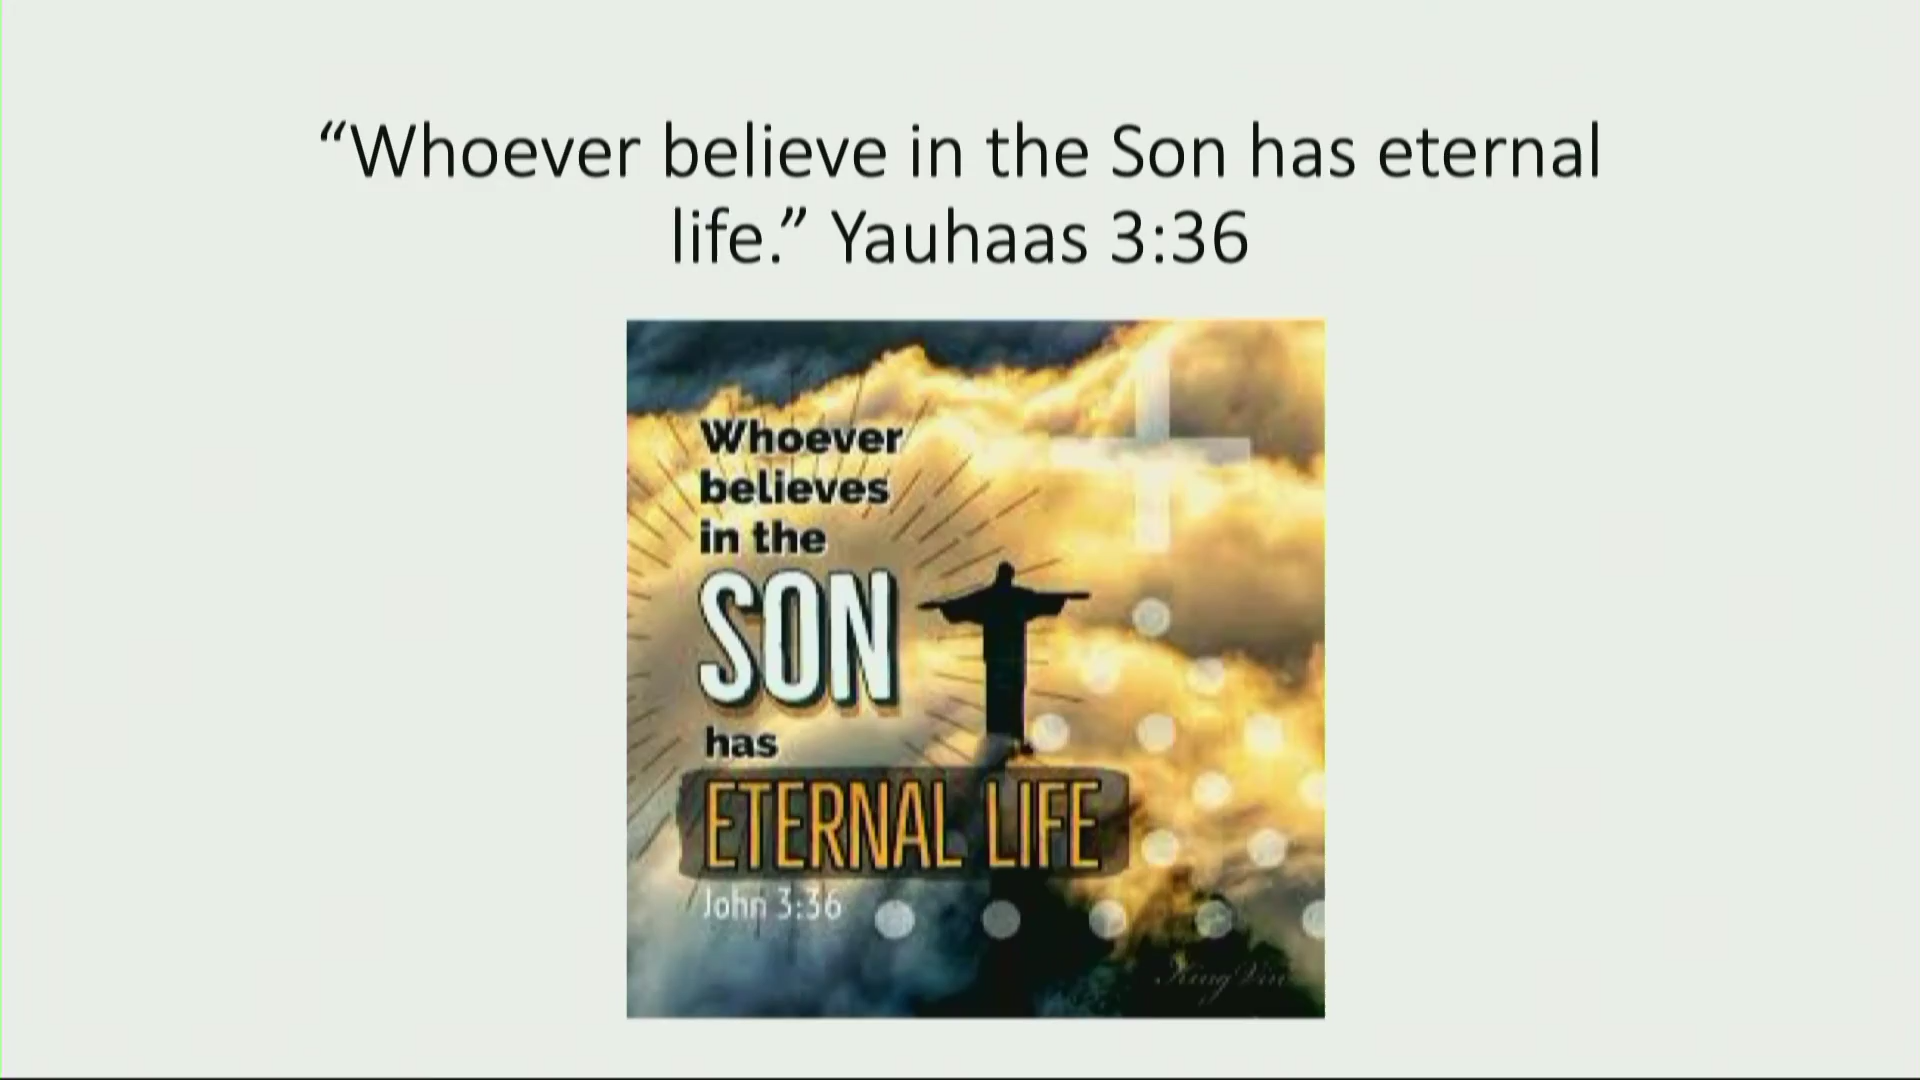 “Whoever believe in the Son has eternal
life.” Yauhaas 3:36
Whoever
believes
in the
SON
has
ETERNAL LIFE
John 3:36